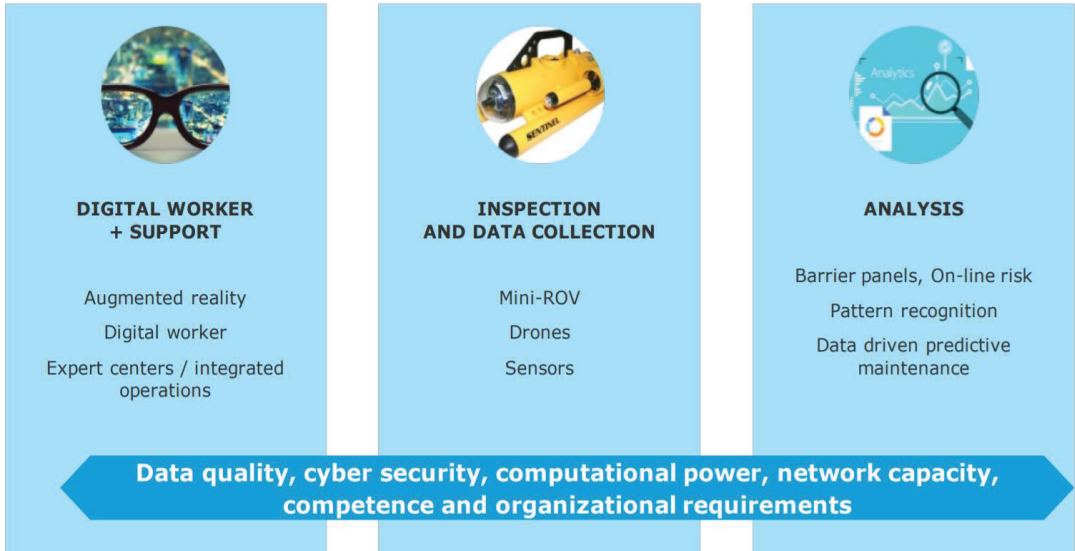 DIGITAL WORKER
+ SUPPORT
Augmented reality
Digital worker
Expert centers / integrated
operations
SENTINEL
INSPECTION
AND DATA COLLECTION
Mini-ROV
Drones
Sensors
Analytics
ANALYSIS
Barrier panels, On-line risk
Pattern recognition
Data driven predictive
maintenance
Data quality, cyber security, computational power, network capacity,
competence and organizational requirements